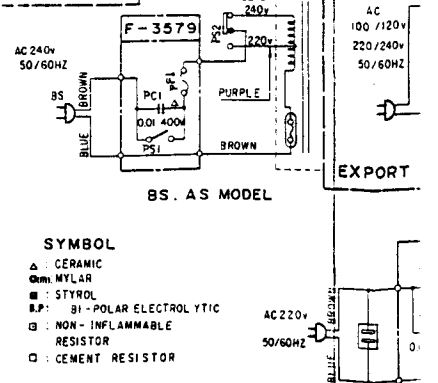 240v
F-3579
PS2
220v
AC 240v
50/60HZ
BROWN
PF1
PC1
BS
PURPLE
0.01 400V
PS1
BLUE
BROWN
BS. AS MODEL
AC
100 /120v
220/240v
50/60HZ
EXPORT
SYMBOL
: CERAMIC
: MYLAR
: STYROL
B.P : BI-POLAR ELECTROLYTIC
: NON-INFLAMMABLE
RESISTOR
: CEMENT RESISTOR
AC 220v
50/60HZ
BROWN
BLUE